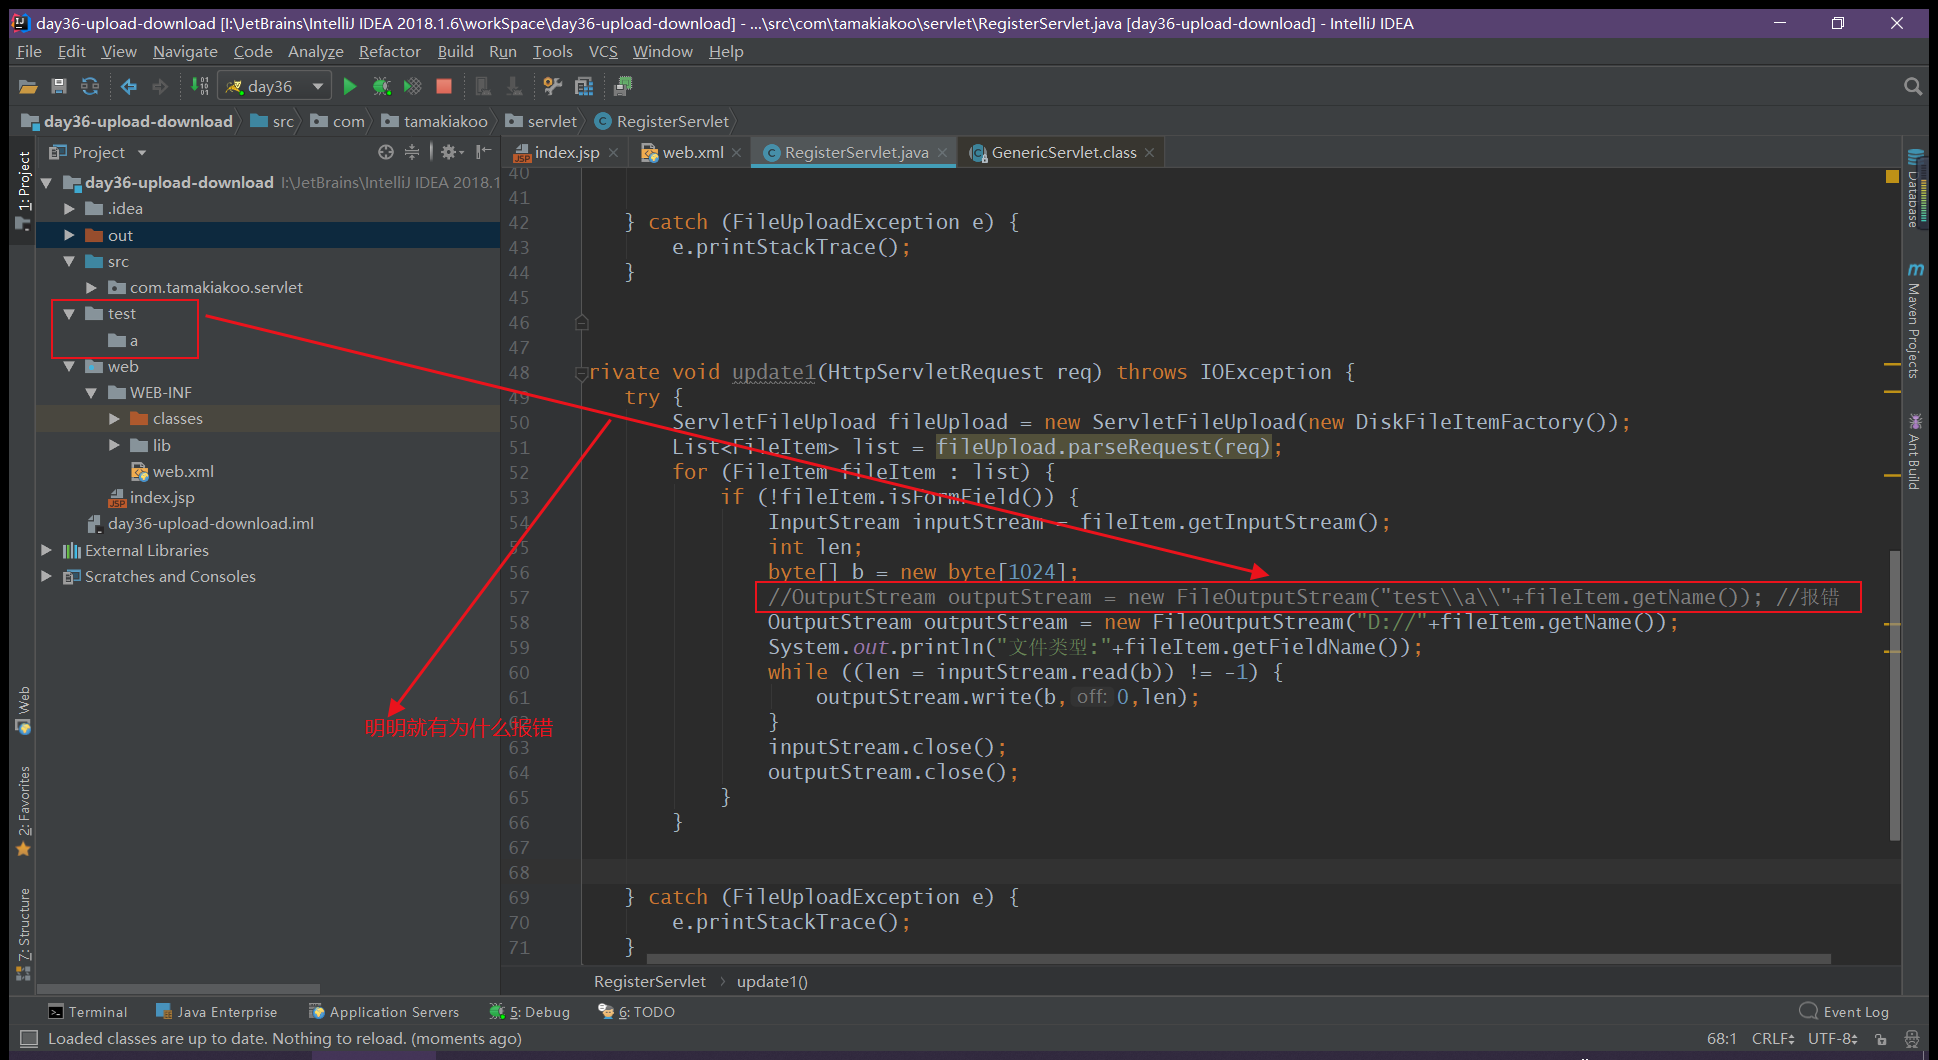 day36-upload-download [I:\JetBrains\IntelliJ IDEA 2018.1.6\workSpace\day36-upload-download] - ...\src\com\tamakiakoo\servlet\RegisterServlet.java [day36-upload-download] - IntelliJ IDEA
File Edit View Navigate Code Analyze Refactor Build Run Tools VCS Window Help
day36
day36-upload-download src com tamakiakoo servlet RegisterServlet
Project
index.jsp web.xml RegisterServlet.java GenericServlet.class
1: Project
Web
2: Favorites
Z: Structure
day36-upload-download I:\JetBrains\IntelliJ IDEA 2018.1
.idea
out
src
com.tamakiakoo.servlet
test
a
web
WEB-INF
classes
lib
web.xml
index.jsp
day36-upload-download.iml
External Libraries
Scratches and Consoles
40
41
42 } catch (FileUploadException e) {
43 e.printStackTrace();
44 }
45
46
47
48 rivate void update1(HttpServletRequest req) throws IOException {
49 try {
50 ServletFileUpload fileUpload = new ServletFileUpload(new DiskFileItemFactory());
51 List<FileItem> list = fileUpload.parseRequest(req);
52 for (FileItem fileItem : list) {
53 if (!fileItem.isFormField()) {
54 InputStream inputStream = fileItem.getInputStream();
55 int len;
56 byte[] b = new byte[1024];
57 //OutputStream outputStream = new FileOutputStream("test\\a\\"+fileItem.getName()); //报错
58 OutputStream outputStream = new FileOutputStream("D://"+fileItem.getName());
59 System.out.println("文件类型:"+fileItem.getFieldName());
60 while ((len = inputStream.read(b)) != -1) {
61 outputStream.write(b, off: 0,len);
62 }
明明就有为什么报错
63 inputStream.close();
64 outputStream.close();
65 }
66 }
67
68
69 } catch (FileUploadException e) {
70 e.printStackTrace();
71 }
RegisterServlet update1()
Database
Maven Projects
Ant Build
Terminal Java Enterprise Application Servers 5: Debug 6: TODO Event Log
Loaded classes are up to date. Nothing to reload. (moments ago) 68:1 CRLF UTF-8